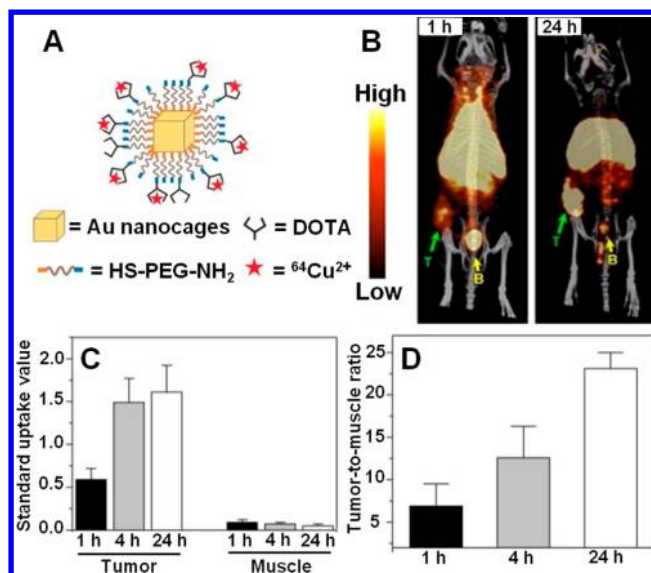 A
= Au nanocages
= DOTA
= HS-PEG-NH₂
= ⁶⁴Cu²⁺
B
High
Low
1 h
24 h
T
B
T
B
C
Standard uptake value
2.0
1.5
1.0
0.5
0.0
1 h 4 h 24 h
1 h 4 h 24 h
Tumor
Muscle
D
Tumor-to-muscle ratio
25
20
15
10
5
1 h 4 h 24 h